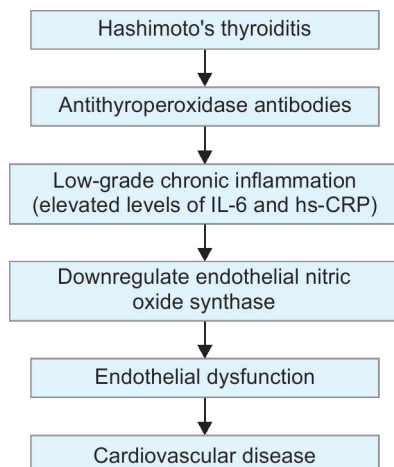 Hashimoto's thyroiditis
Antithyroperoxidase antibodies
Low-grade chronic inflammation
(elevated levels of IL-6 and hs-CRP)
Downregulate endothelial nitric
oxide synthase
Endothelial dysfunction
Cardiovascular disease